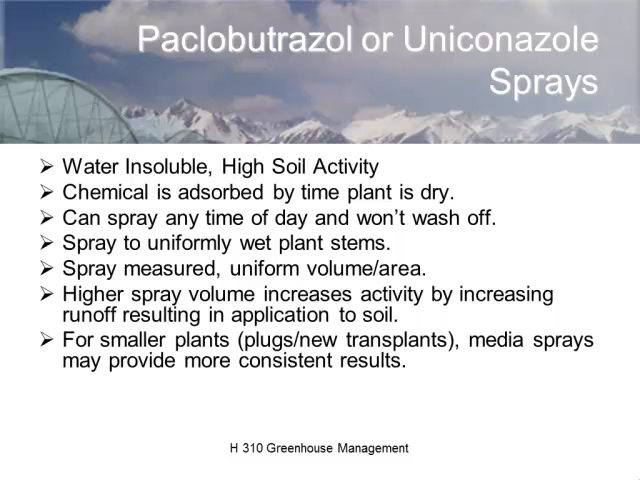 Paclobutrazol or Uniconazole
Sprays
➢ Water Insoluble, High Soil Activity
➢ Chemical is adsorbed by time plant is dry.
➢ Can spray any time of day and won’t wash off.
➢ Spray to uniformly wet plant stems.
➢ Spray measured, uniform volume/area.
➢ Higher spray volume increases activity by increasing
runoff resulting in application to soil.
➢ For smaller plants (plugs/new transplants), media sprays
may provide more consistent results.
H 310 Greenhouse Management